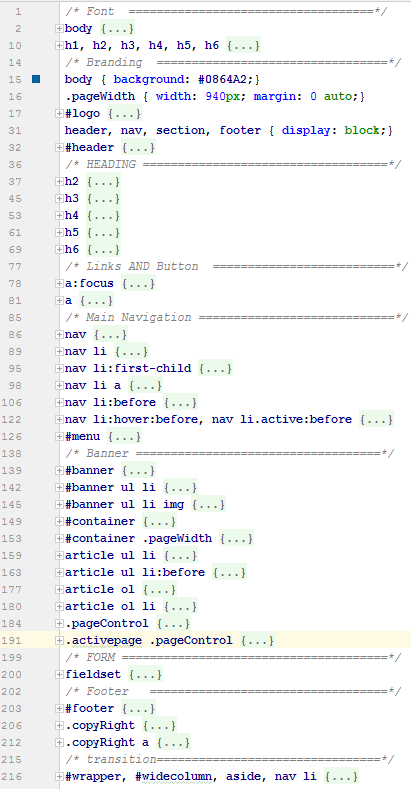 1 /* Font ===================================*/
2 body {...}
10 h1, h2, h3, h4, h5, h6 {...}
14 /* Branding =================================*/
15 body { background: #0864A2;}
16 .pageWidth { width: 940px; margin: 0 auto;}
17 #logo {...}
31 header, nav, section, footer { display: block;}
32 #header {...}
36 /* HEADING ===================================*/
37 h2 {...}
45 h3 {...}
53 h4 {...}
61 h5 {...}
69 h6 {...}
77 /* Links AND Button ==========================*/
78 a:focus {...}
81 a {...}
85 /* Main Navigation ===========================*/
86 nav {...}
89 nav li {...}
95 nav li:first-child {...}
98 nav li a {...}
106 nav li:before {...}
122 nav li:hover:before, nav li.active:before {...}
126 #menu {...}
138 /* Banner =====================================*/
139 #banner {...}
142 #banner ul li {...}
145 #banner ul li img {...}
149 #container {...}
153 #container .pageWidth {...}
159 article ul li {...}
163 article ul li:before {...}
177 article ol {...}
180 article ol li {...}
184 .pageControl {...}
191 .activepage .pageControl {...}
199 /* FORM ======================================*/
200 fieldset {...}
202 /* Footer ==================================*/
203 #footer {...}
206 .copyRight {...}
212 .copyRight a {...}
215 /* transition================================*/
216 #wrapper, #widecolumn, aside, nav li {...}